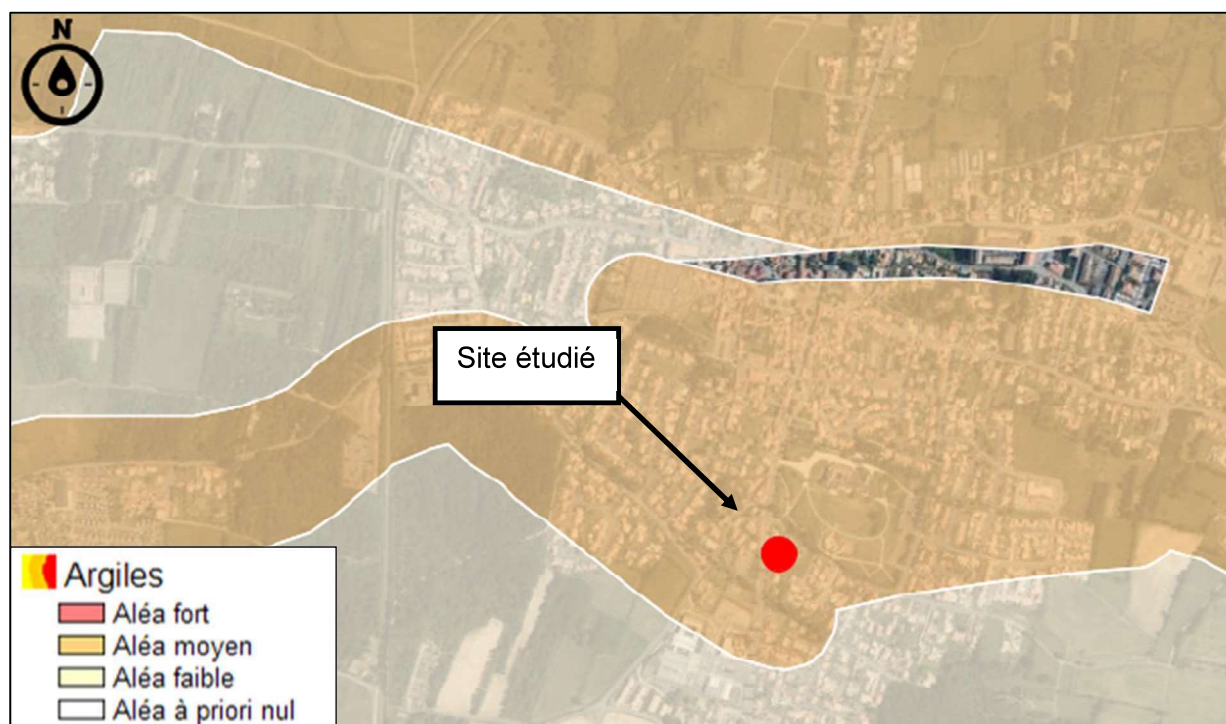 N
Site étudié
Argiles
Aléa fort
Aléa moyen
Aléa faible
Aléa à priori nul